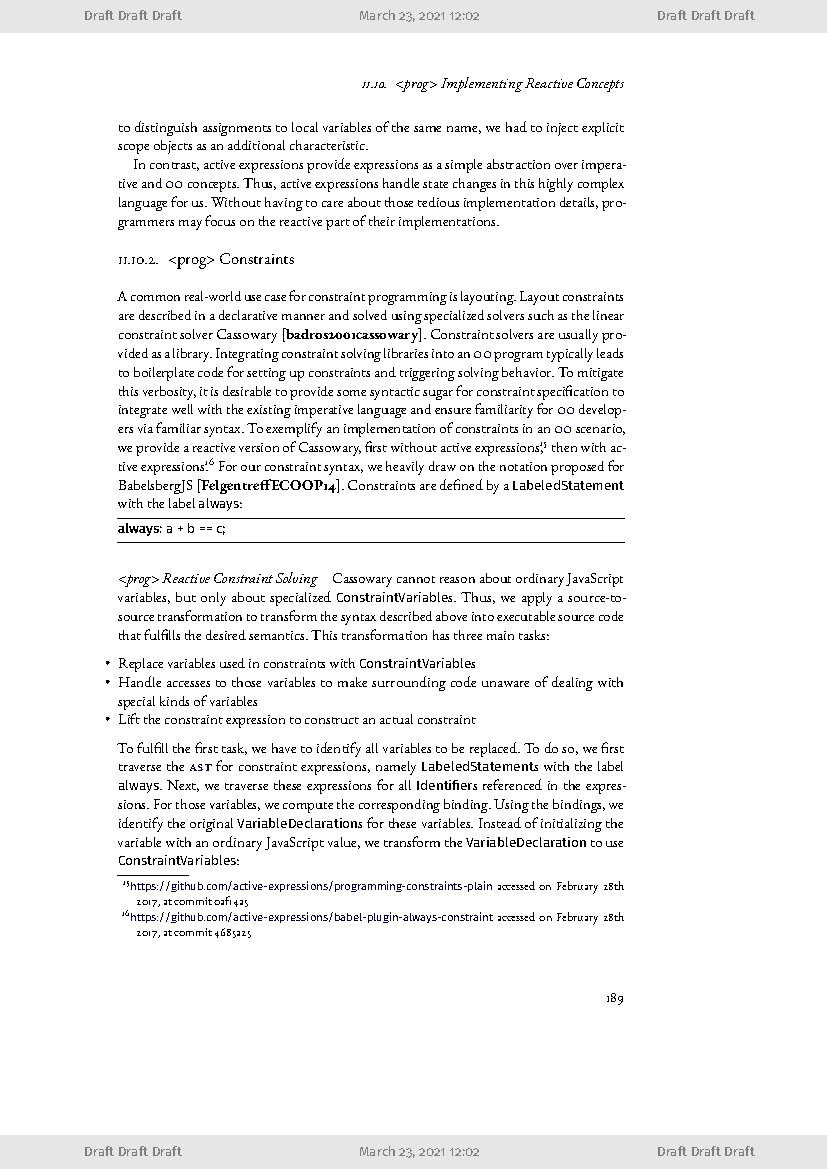 Draft Draft Draft March 23, 2021 12:02 Draft Draft Draft
11.10. <prog> Implementing Reactive Concepts
to distinguish assignments to local variables of the same name, we had to inject explicit
scope objects as an additional characteristic.
In contrast, active expressions provide expressions as a simple abstraction over impera-
tive and OO concepts. Thus, active expressions handle state changes in this highly complex
language for us. Without having to care about those tedious implementation details, pro-
grammers may focus on the reactive part of their implementations.
11.10.2. <prog> Constraints
A common real-world use case for constraint programming is layouting. Layout constraints
are described in a declarative manner and solved using specialized solvers such as the linear
constraint solver Cassowary [badros2001cassowary]. Constraint solvers are usually pro-
vided as a library. Integrating constraint solving libraries into an OO program typically leads
to boilerplate code for setting up constraints and triggering solving behavior. To mitigate
this verbosity, it is desirable to provide some syntactic sugar for constraint specification to
integrate well with the existing imperative language and ensure familiarity for OO develop-
ers via familiar syntax. To exemplify an implementation of constraints in an OO scenario,
we provide a reactive version of Cassowary, first without active expressions,15 then with ac-
tive expressions.16 For our constraint syntax, we heavily draw on the notation proposed for
BabelsbergJS [FelgentreffECOOP14]. Constraints are defined by a LabeledStatement
with the label always:
always: a + b == c;
<prog> Reactive Constraint Solving Cassowary cannot reason about ordinary JavaScript
variables, but only about specialized ConstraintVariables. Thus, we apply a source-to-
source transformation to transform the syntax described above into executable source code
that fulfills the desired semantics. This transformation has three main tasks:
• Replace variables used in constraints with ConstraintVariables
• Handle accesses to those variables to make surrounding code unaware of dealing with
special kinds of variables
• Lift the constraint expression to construct an actual constraint
To fulfill the first task, we have to identify all variables to be replaced. To do so, we first
traverse the AST for constraint expressions, namely LabeledStatements with the label
always. Next, we traverse these expressions for all Identifiers referenced in the expres-
sions. For those variables, we compute the corresponding binding. Using the bindings, we
identify the original VariableDeclarations for these variables. Instead of initializing the
variable with an ordinary JavaScript value, we transform the VariableDeclaration to use
ConstraintVariables:
15https://github.com/active-expressions/programming-constraints-plain accessed on February 28th
2017, at commit 0af14a5
16https://github.com/active-expressions/babel-plugin-always-constraint accessed on February 28th
2017, at commit 4685a25
189
Draft Draft Draft March 23, 2021 12:02 Draft Draft Draft